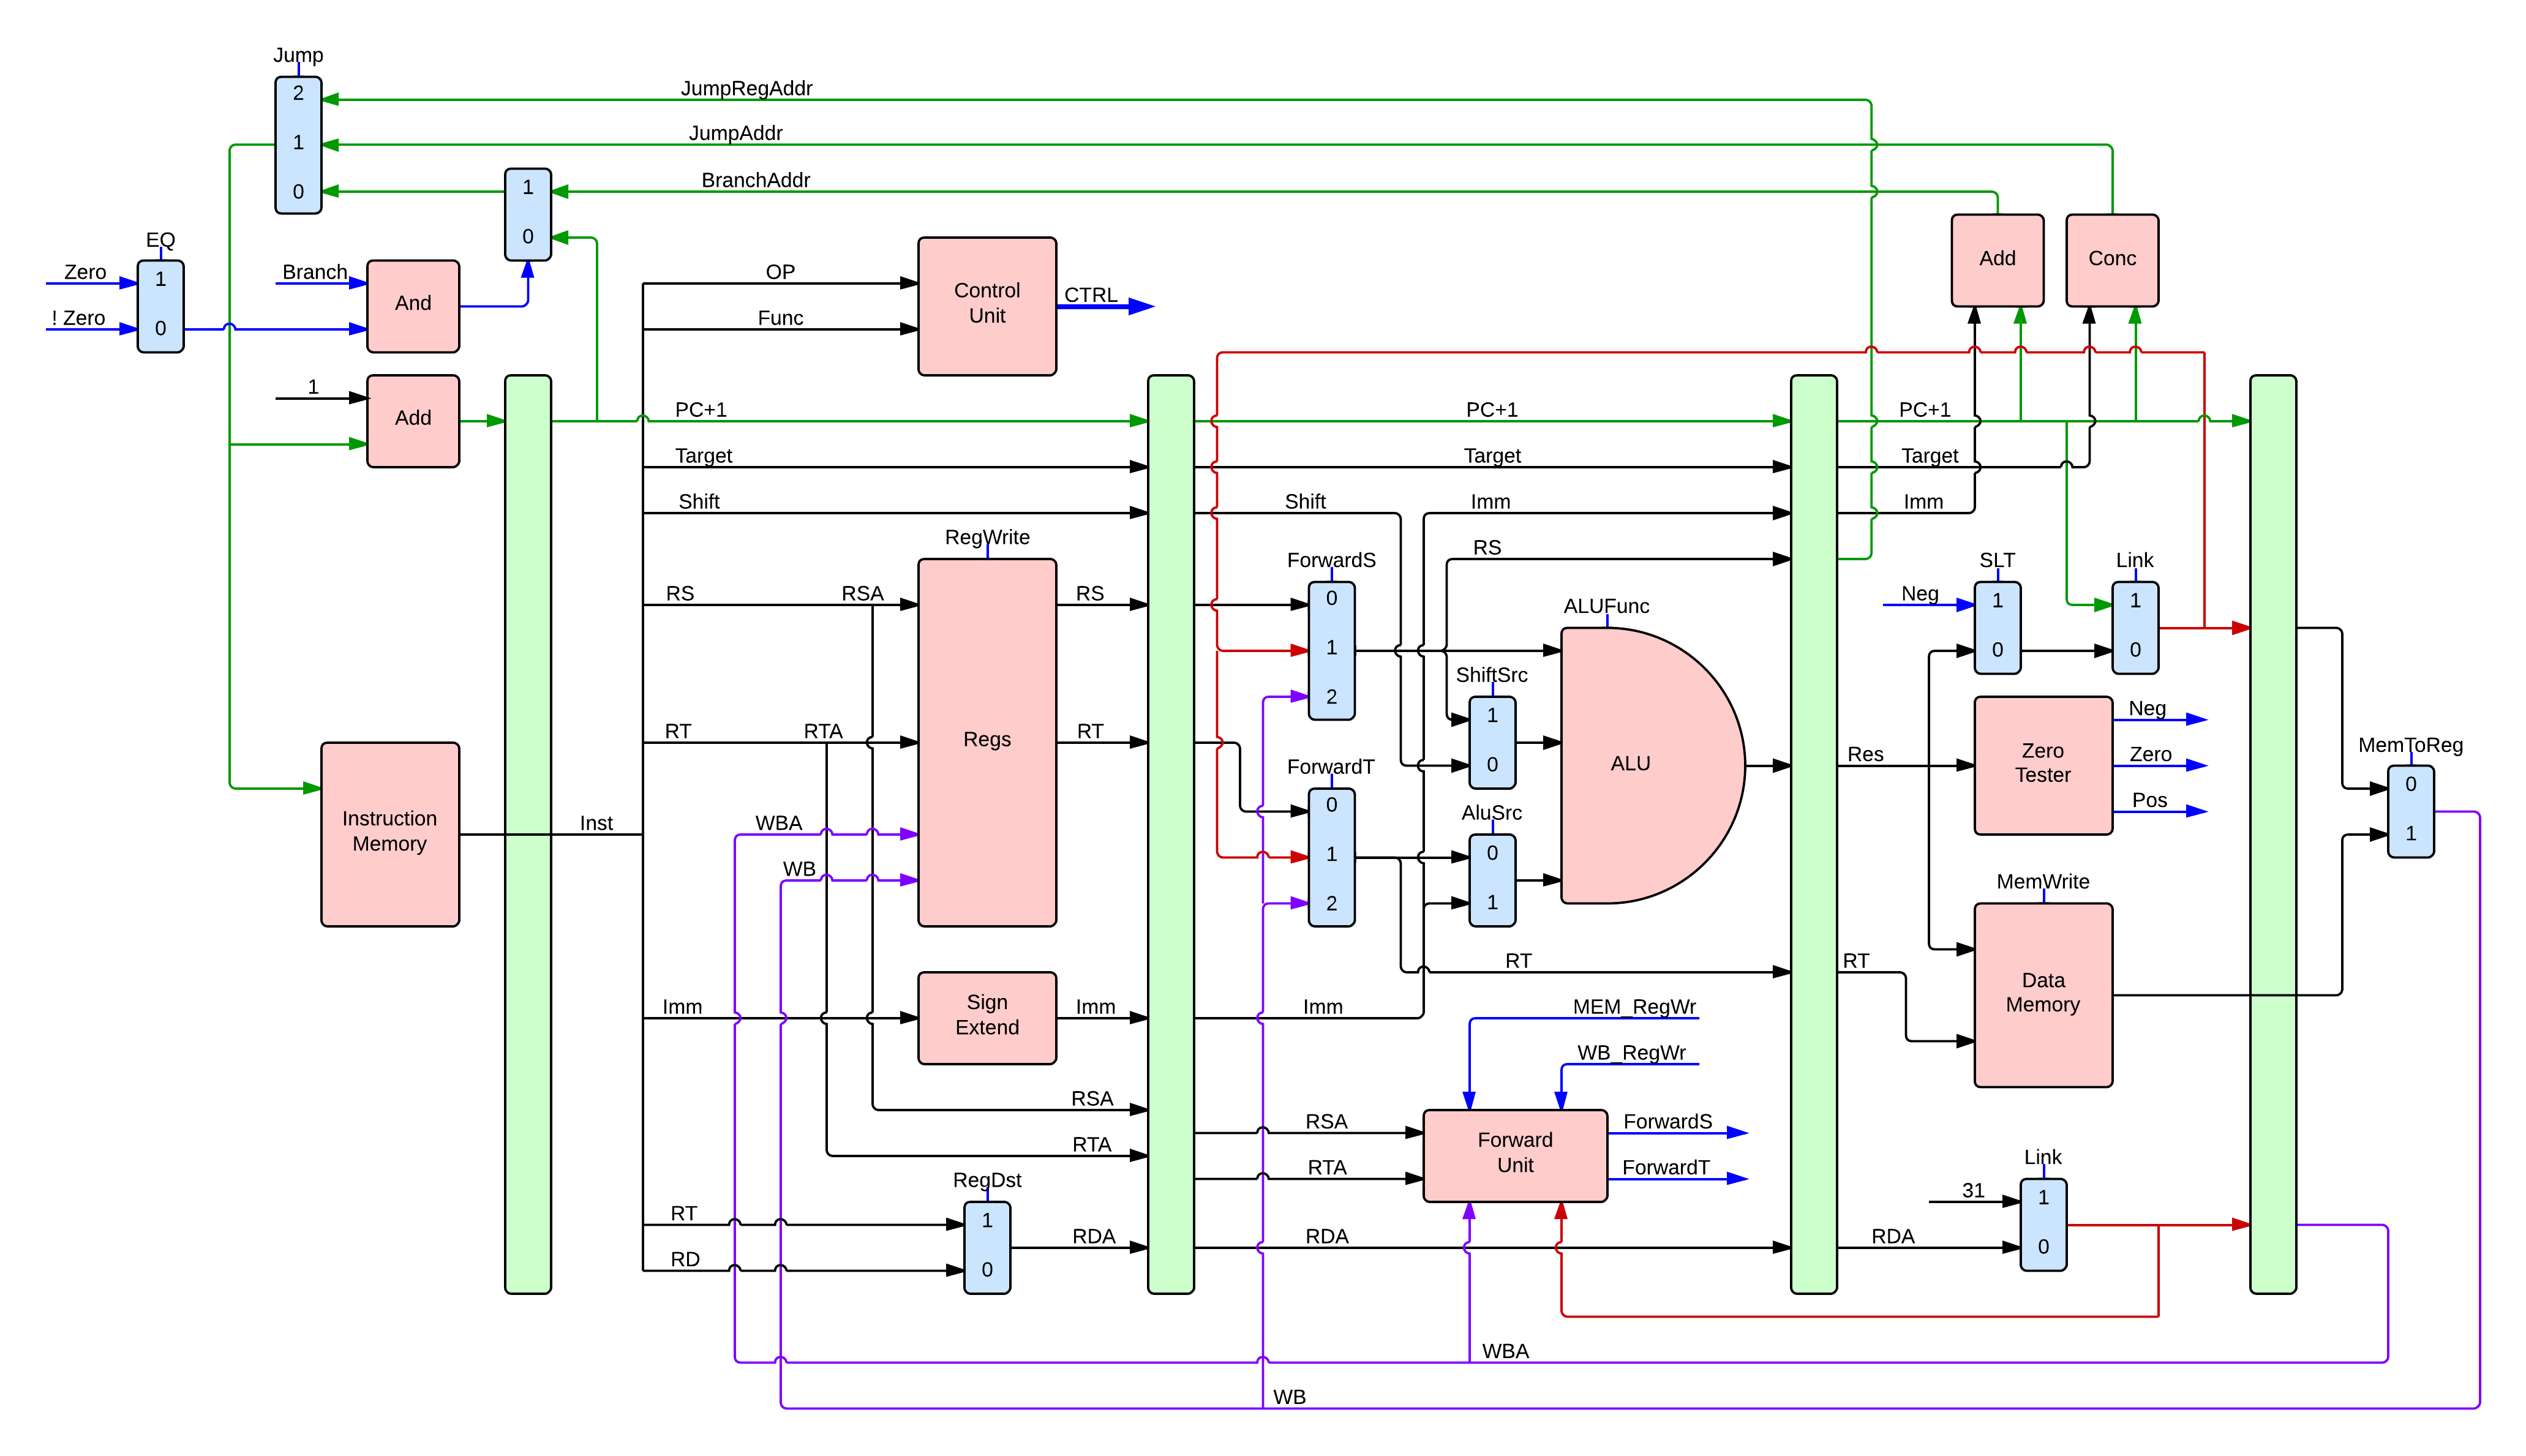 Jump
2
1
0
JumpRegAddr
JumpAddr
BranchAddr
1
0
EQ
Zero
! Zero
1
0
Branch
And
OP
Func
Control
Unit
CTRL
Add
Conc
1
Add
PC+1
PC+1
PC+1
Target
Target
Target
Shift
Shift
Imm
Imm
RegWrite
RS
RSA
Regs
RS
RT
RTA
RT
WBA
WB
ForwardS
0
1
2
ForwardT
0
1
2
RS
ALUFunc
ALU
ShiftSrc
1
0
AluSrc
0
1
SLT
Neg
1
0
Link
1
0
Res
Zero
Tester
Neg
Zero
Pos
MemToReg
0
1
Instruction
Memory
Inst
MemWrite
Data
Memory
RT
RT
Imm
Sign
Extend
Imm
Imm
MEM_RegWr
WB_RegWr
RSA
RTA
RSA
RTA
Forward
Unit
ForwardS
ForwardT
RegDst
RT
RD
1
0
RDA
RDA
RDA
Link
31
1
0
WBA
WB